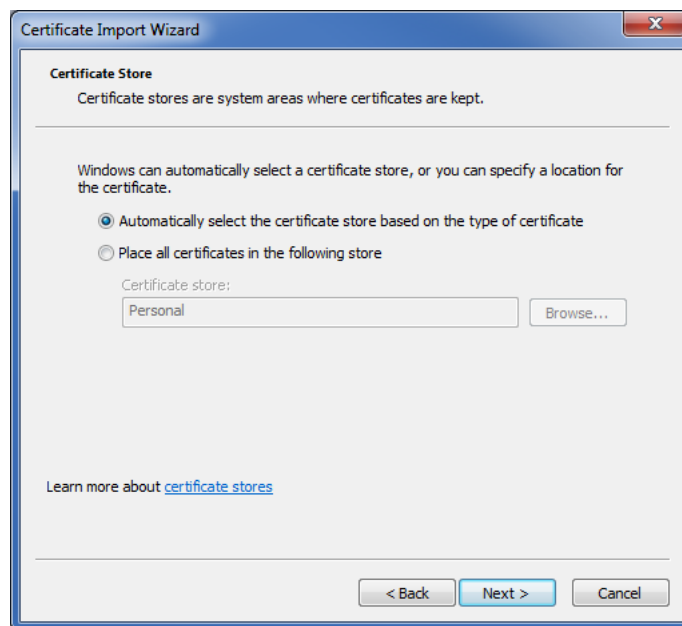 Certificate Import Wizard
Certificate Store
Certificate stores are system areas where certificates are kept.
Windows can automatically select a certificate store, or you can specify a location for
the certificate.
Automatically select the certificate store based on the type of certificate
Place all certificates in the following store
Certificate store:
Personal
Browse...
Learn more about certificate stores
< Back Next > Cancel